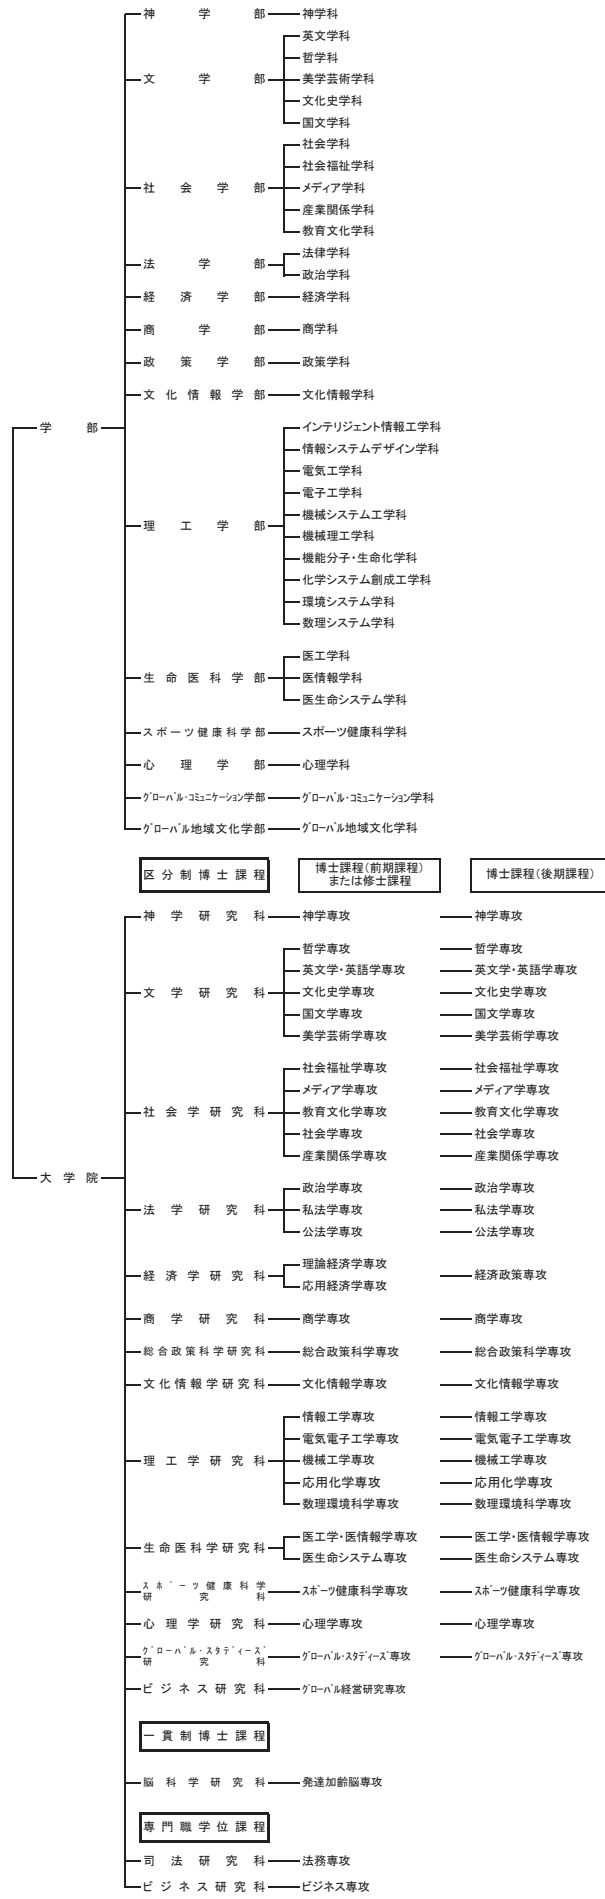 学部
神学部 神学科
文学部 英文学科
哲学科
美学芸術学科
文化史学科
国文学科
社会学部 社会学科
社会福祉学科
メディア学科
産業関係学科
教育文化学科
法学部 法律学科
政治学科
経済学部 経済学科
商学部 商学科
政策学部 政策学科
文化情報学部 文化情報学科
理工学部 インテリジェント情報工学科
情報システムデザイン学科
電気工学科
電子工学科
機械システム工学科
機械理工学科
機能分子・生命化学科
化学システム創成工学科
環境システム学科
数理システム学科
生命医科学部 医工学科
医情報学科
医生命システム学科
スポーツ健康科学部 スポーツ健康科学科
心理学部 心理学科
グローバル・コミュニケーション学部 グローバル・コミュニケーション学科
グローバル地域文化学部 グローバル地域文化学科
大学院
区分制博士課程 博士課程(前期課程) 博士課程(後期課程)
または修士課程
神学研究科 神学専攻 神学専攻
文学研究科 哲学専攻 哲学専攻
英文学・英語学専攻 英文学・英語学専攻
文化史学専攻 文化史学専攻
国文学専攻 国文学専攻
美学芸術学専攻 美学芸術学専攻
社会学研究科 社会福祉学専攻 社会福祉学専攻
メディア学専攻 メディア学専攻
教育文化学専攻 教育文化学専攻
社会学専攻 社会学専攻
産業関係学専攻 産業関係学専攻
法学研究科 政治学専攻 政治学専攻
私法学専攻 私法学専攻
公法学専攻 公法学専攻
経済学研究科 理論経済学専攻 経済政策専攻
応用経済学専攻
商学研究科 商学専攻 商学専攻
総合政策科学研究科 総合政策科学専攻 総合政策科学専攻
文化情報学研究科 文化情報学専攻 文化情報学専攻
理工学研究科 情報工学専攻 情報工学専攻
電気電子工学専攻 電気電子工学専攻
機械工学専攻 機械工学専攻
応用化学専攻 応用化学専攻
数理環境科学専攻 数理環境科学専攻
生命医科学研究科 医工学・医情報学専攻 医工学・医情報学専攻
医生命システム専攻 医生命システム専攻
スポーツ健康科学
研究科 スポーツ健康科学専攻 スポーツ健康科学専攻
心理学研究科 心理学専攻 心理学専攻
グローバル・スタディーズ
研究科 グローバル・スタディーズ専攻 グローバル・スタディーズ専攻
ビジネス研究科 グローバル経営研究専攻
一貫制博士課程
脳科学研究科 発達加齢脳専攻
専門職学位課程
司法研究科 法務専攻
ビジネス研究科 ビジネス専攻